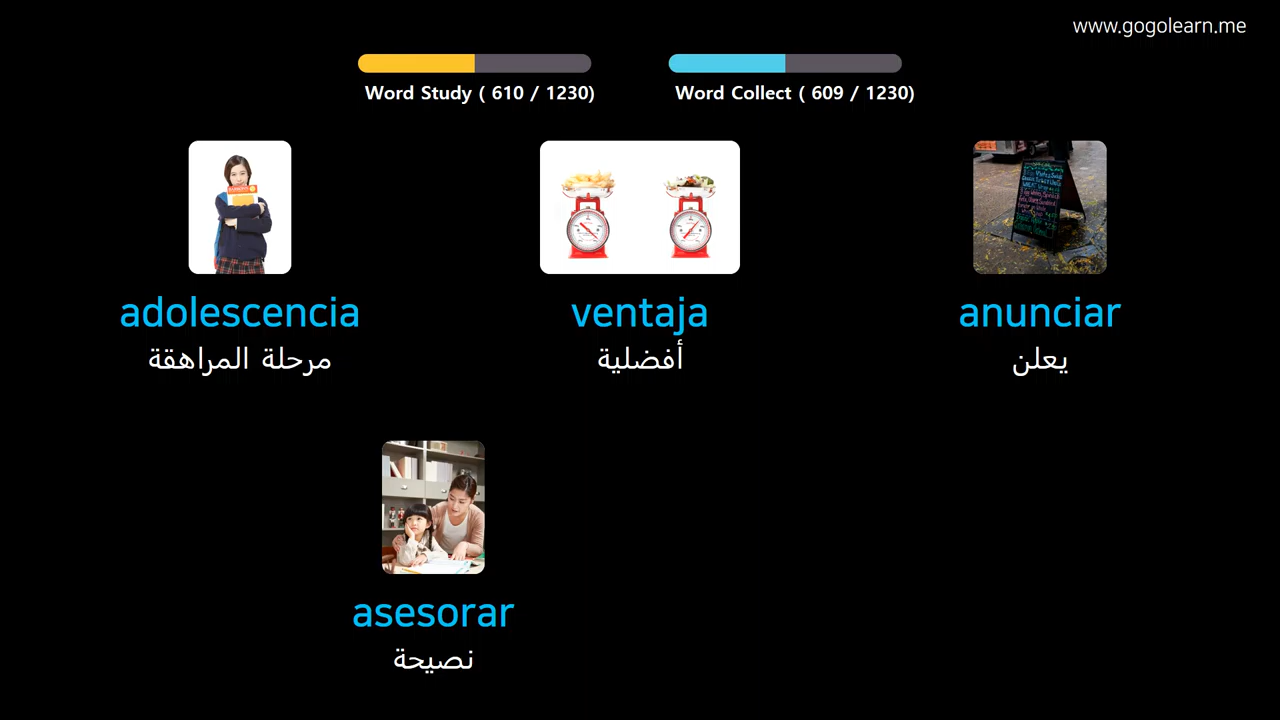 www.gogolearn.me
Word Study ( 610 / 1230)
Word Collect ( 609 / 1230)
adolescencia
مرحلة المراهقة
ventaja
أفضلية
anunciar
يعلن
asesorar
نصيحة